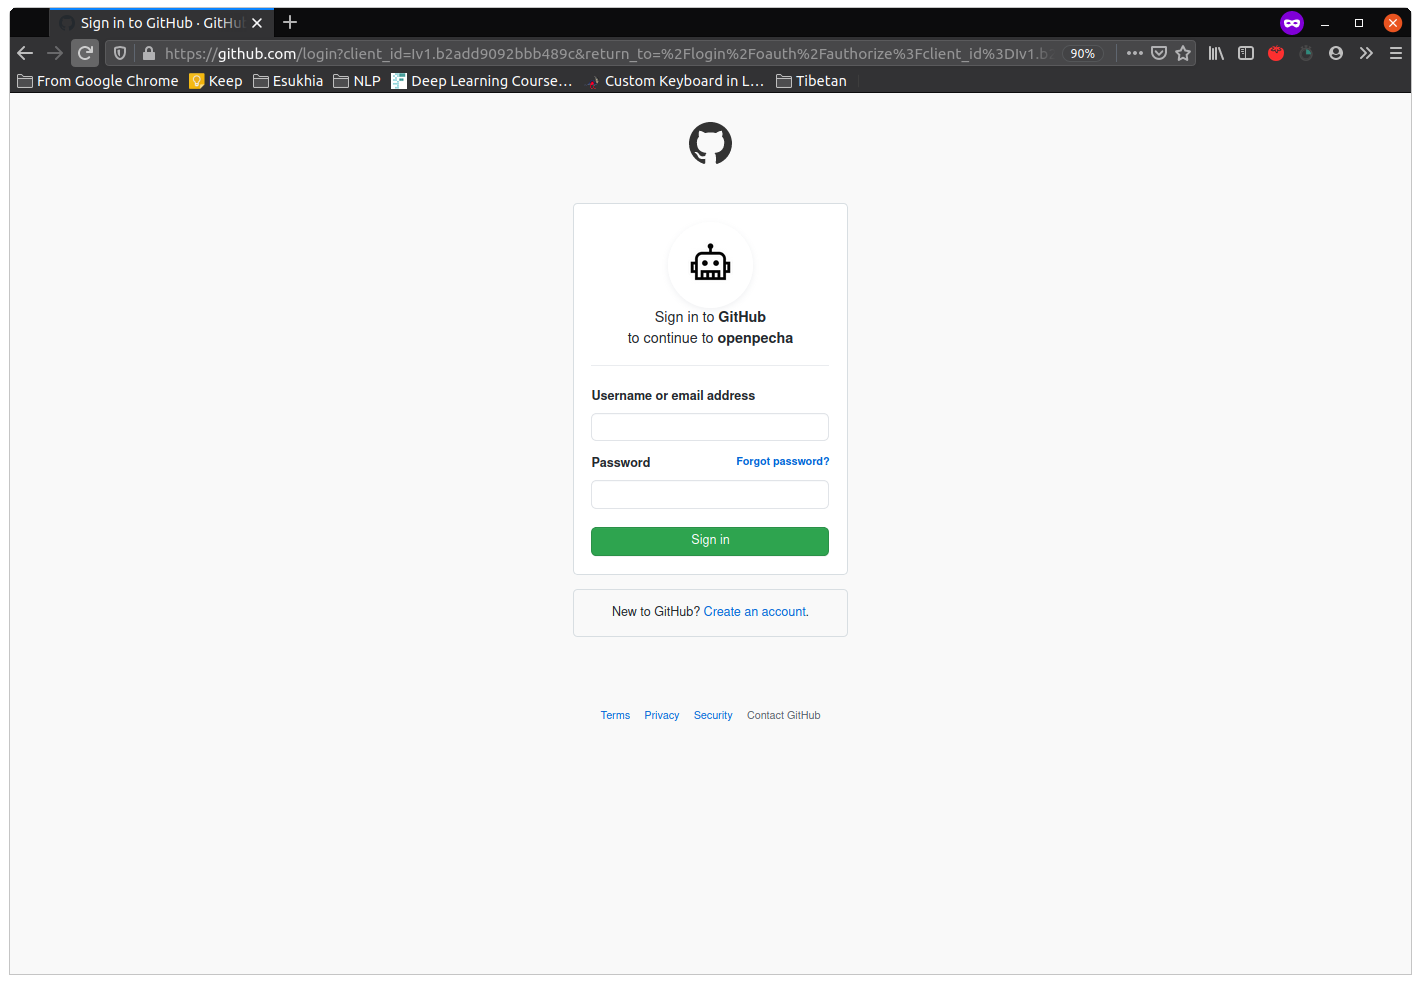 Sign in to GitHub · GitHu
https://github.com/login?client_id=Iv1.b2add9092bbb489c&return_to=%2Flogin%2Foauth%2Fauthorize%3Fclient_id%3DIv1.b2 90%
From Google Chrome Keep Esukhia NLP Deep Learning Course… Custom Keyboard in L… Tibetan
Sign in to GitHub
to continue to openpecha
Username or email address
Password Forgot password?
Sign in
New to GitHub? Create an account.
Terms Privacy Security Contact GitHub